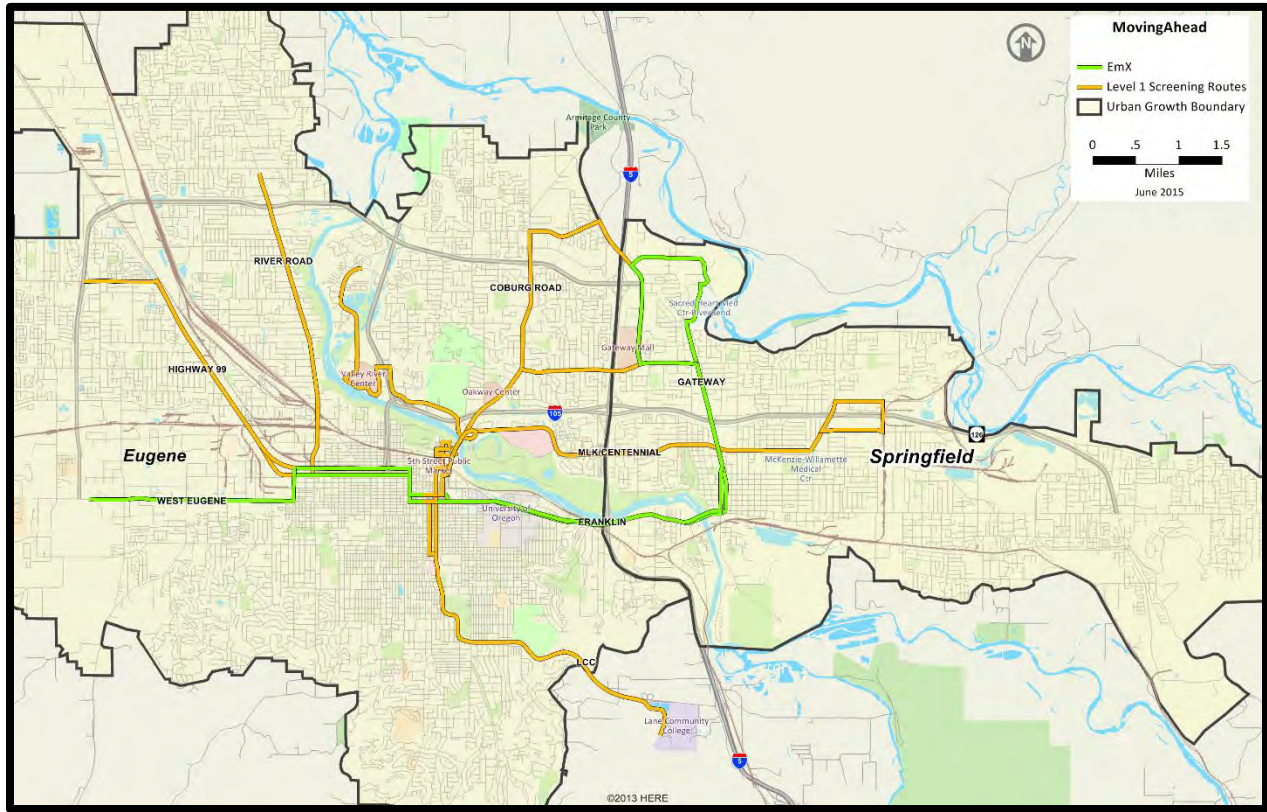 MovingAhead
EmX
Level 1 Screening Routes
Urban Growth Boundary
0 .5 1 1.5
Miles
June 2015
N
Armitage County
Park
5
RIVER ROAD
COBURG ROAD
Sacred Heart Med
Ctr-Riverbend
HIGHWAY 99
Valley River
Center
Gateway Mall
Oakway Center
GATEWAY
105
126
Eugene
5th Street Public
Market
MLK/CENTENNIAL
McKenzie-Willamette
Medical
Ctr
Springfield
WEST EUGENE
University of
Oregon
FRANKLIN
LCC
Lane Community
College
5
©2013 HERE